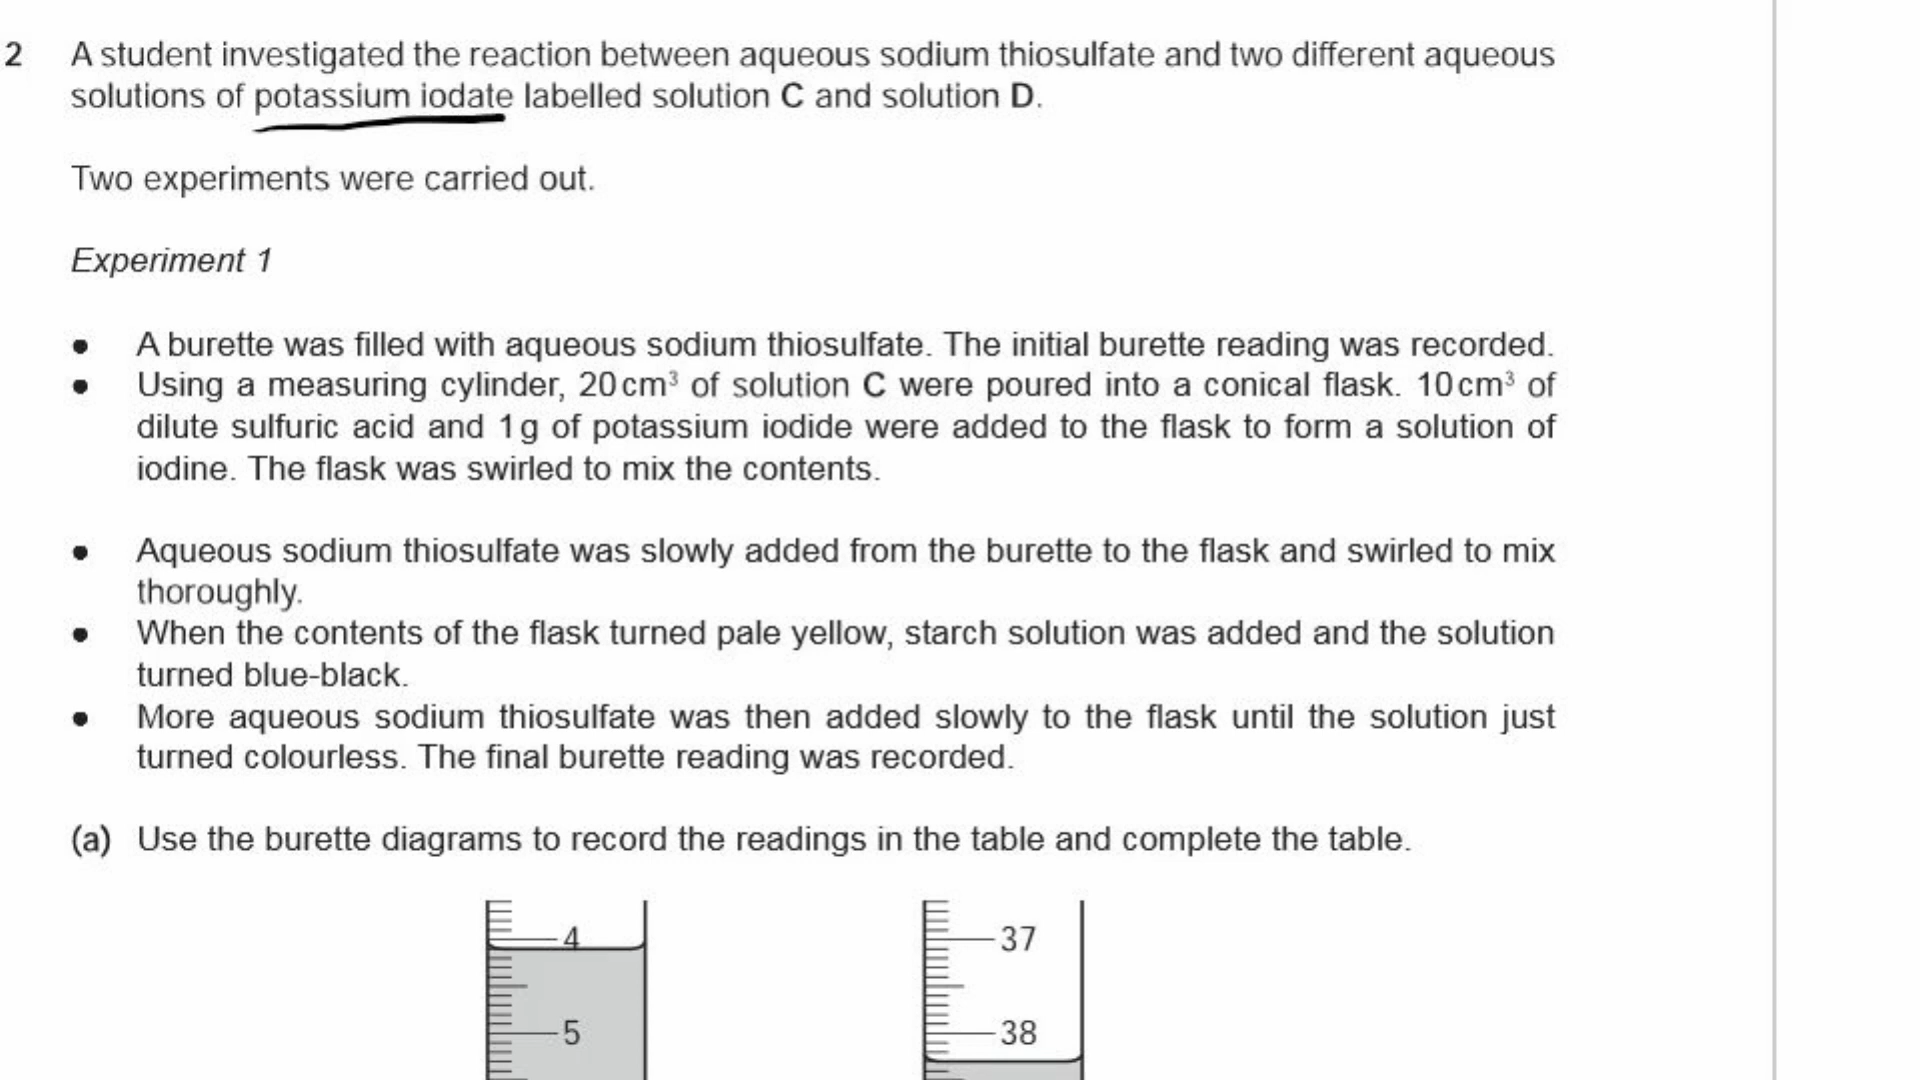 2 A student investigated the reaction between aqueous sodium thiosulfate and two different aqueous
solutions of potassium iodate labelled solution C and solution D.
Two experiments were carried out.
Experiment 1
• A burette was filled with aqueous sodium thiosulfate. The initial burette reading was recorded.
• Using a measuring cylinder, 20 cm³ of solution C were poured into a conical flask. 10 cm³ of
dilute sulfuric acid and 1 g of potassium iodide were added to the flask to form a solution of
iodine. The flask was swirled to mix the contents.
• Aqueous sodium thiosulfate was slowly added from the burette to the flask and swirled to mix
thoroughly.
• When the contents of the flask turned pale yellow, starch solution was added and the solution
turned blue-black.
• More aqueous sodium thiosulfate was then added slowly to the flask until the solution just
turned colourless. The final burette reading was recorded.
(a) Use the burette diagrams to record the readings in the table and complete the table.
4 37
5 38